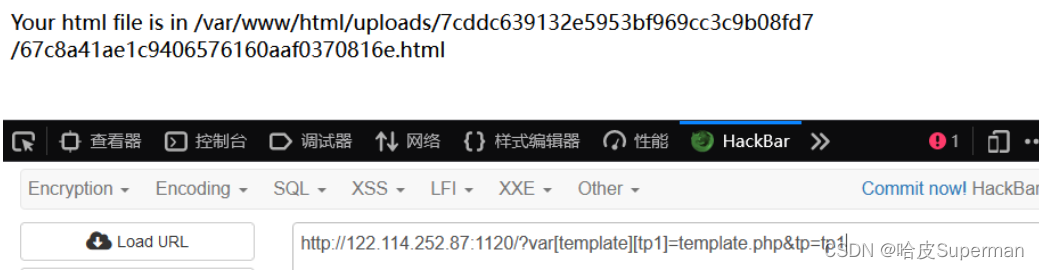 Your html file is in /var/www/html/uploads/7cddc639132e5953bf969cc3c9b08fd7
/67c8a41ae1c9406576160aaf0370816e.html
查看器 控制台 调试器 网络 样式编辑器 性能 HackBar 1
Encryption Encoding SQL XSS LFI XXE Other Commit now! HackBar
Load URL http://122.114.252.87:1120/?var[template][tp1]=template.php&tp=tp1
CSDN @哈皮Superman